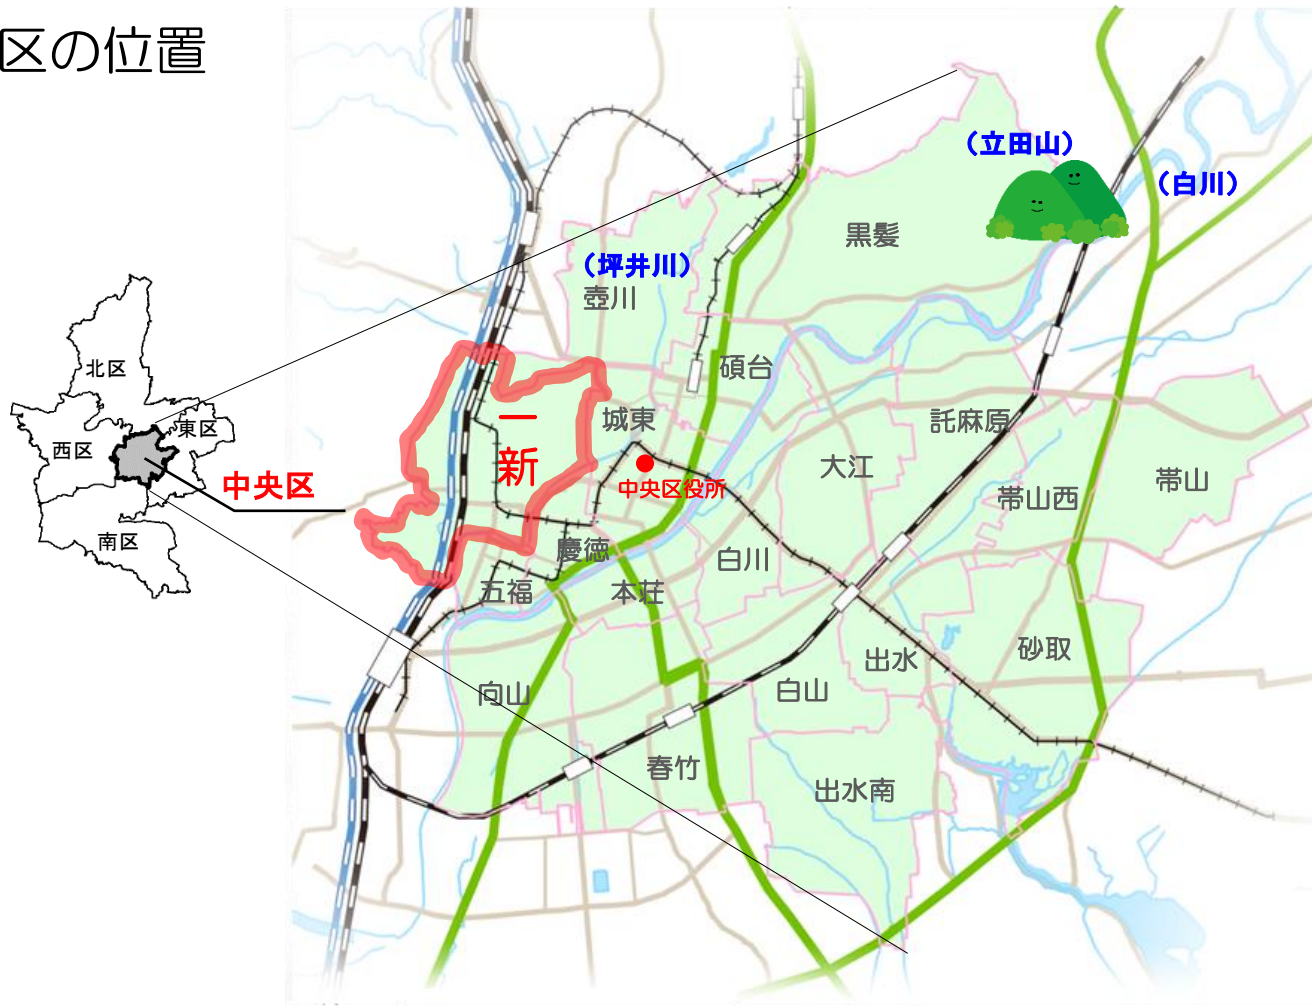 区の位置
(立田山)
(白川)
黒髪
(坪井川)
壺川
碩台
北区
一新
城東
託麻原
東区
西区
中央区
中央区役所
大江
帯山西
帯山
南区
慶徳
白川
五福
本荘
出水
砂取
向山
白山
春竹
出水南